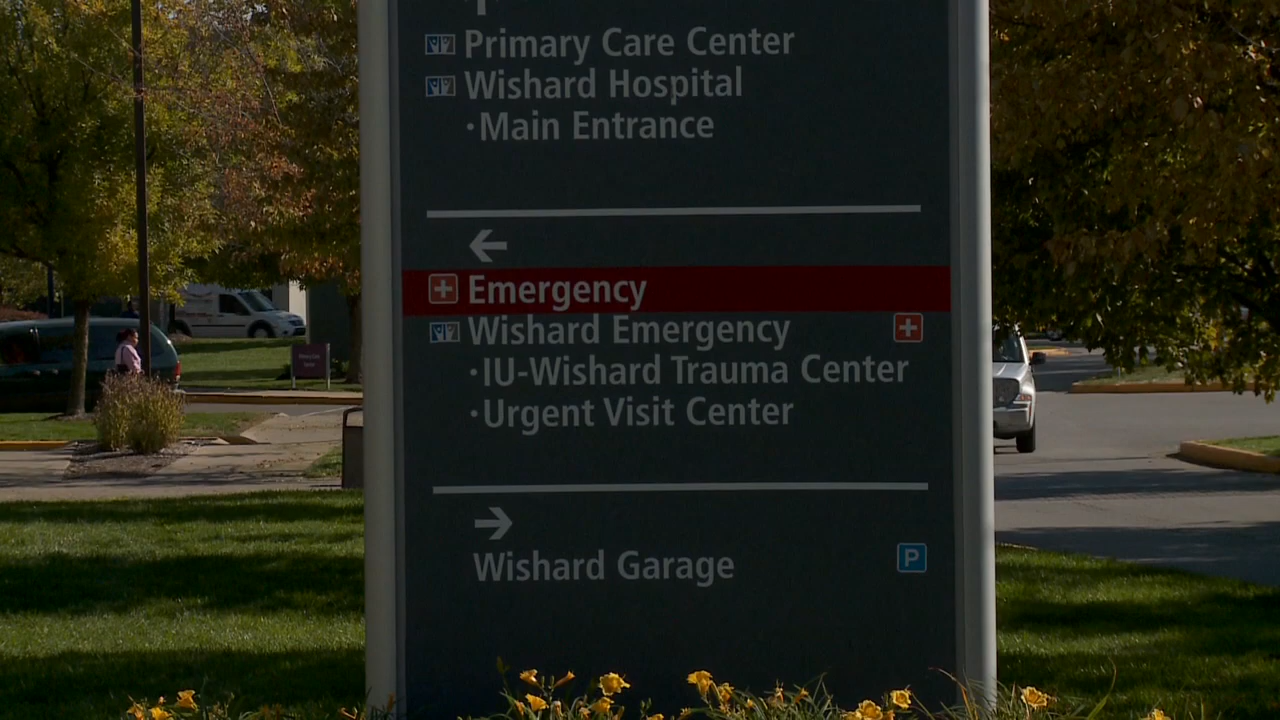 Primary Care Center
Wishard Hospital
·Main Entrance
Emergency
Wishard Emergency
·IU-Wishard Trauma Center
·Urgent Visit Center
Wishard Garage
P